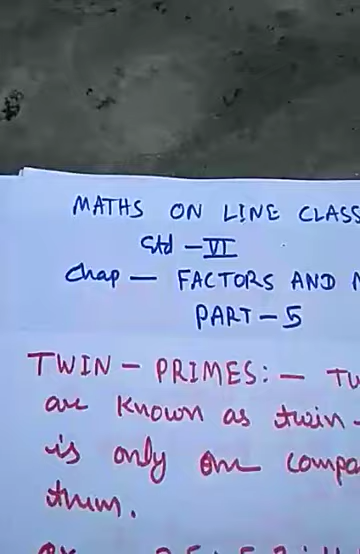 MATHS ON LINE CLASS
Std - VI
Chap — FACTORS AND
PART - 5
TWIN - PRIMES: -
are known as twin -
is only one compo
them.